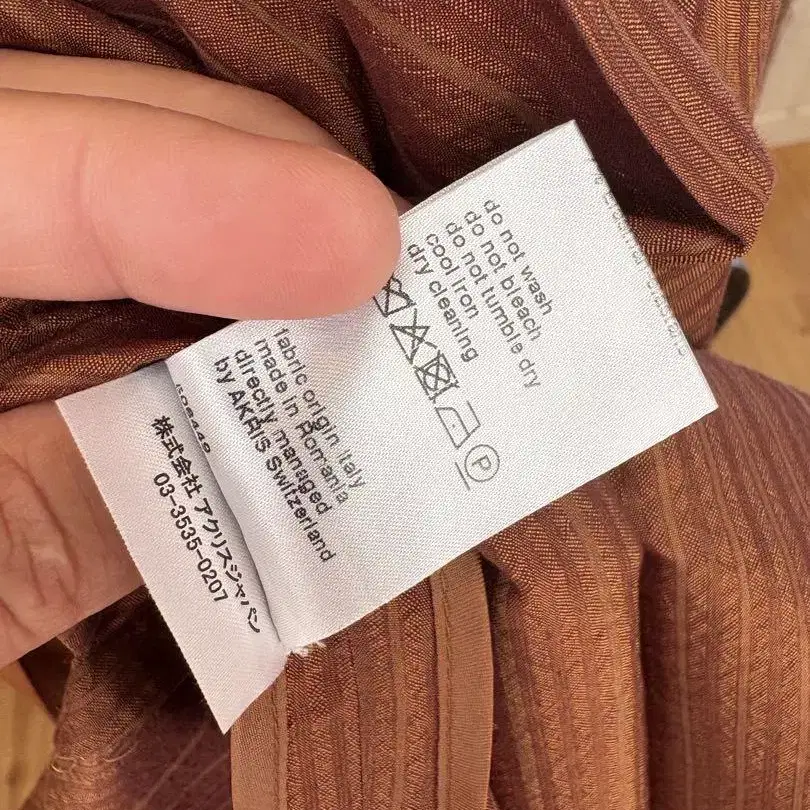 do not wash
do not bleach
do not tumble dry
cool iron
dry cleaning
P
fabric origin Italy
made in Romania
directly managed
by AKRIS Switzerland
株式会社 アクリスジャパン
03-3535-0207